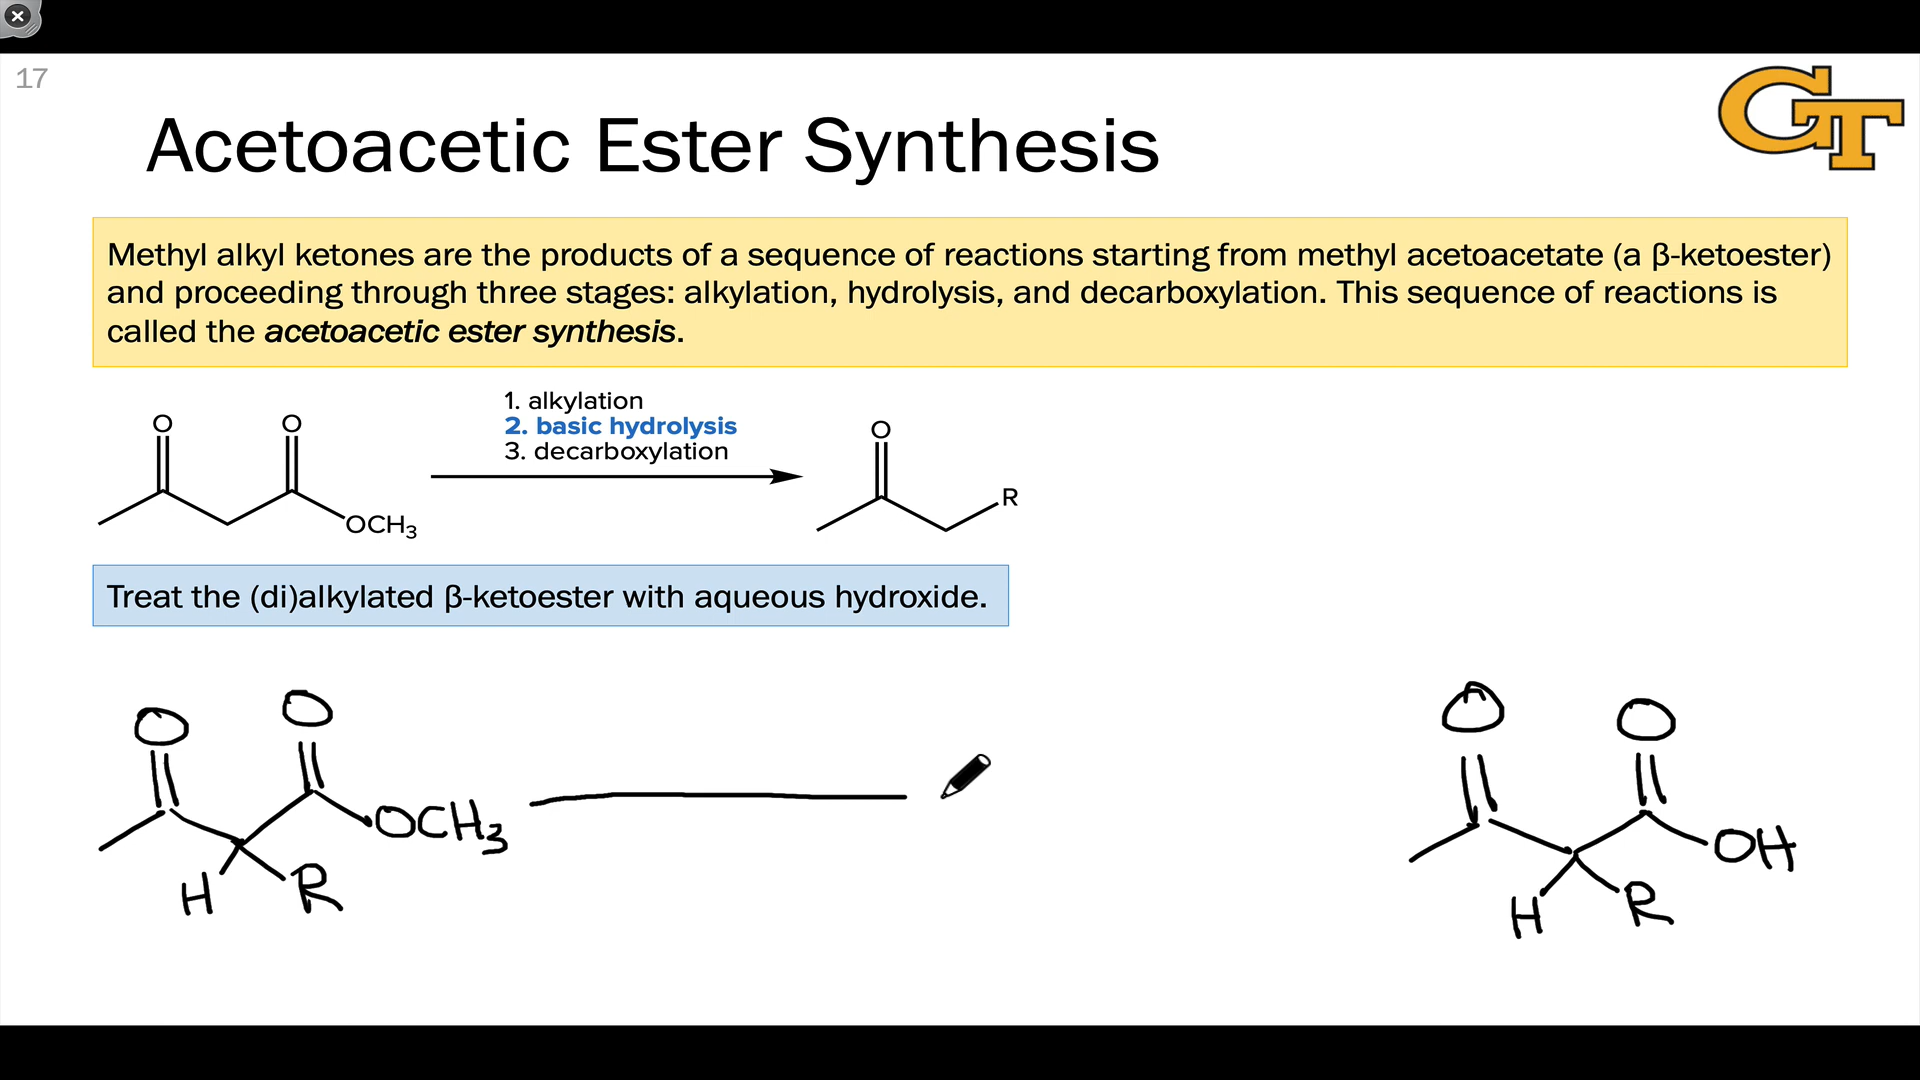 17
GT
Acetoacetic Ester Synthesis
Methyl alkyl ketones are the products of a sequence of reactions starting from methyl acetoacetate (a β-ketoester)
and proceeding through three stages: alkylation, hydrolysis, and decarboxylation. This sequence of reactions is
called the acetoacetic ester synthesis.
1. alkylation
2. basic hydrolysis
3. decarboxylation
O O
OCH3
O
R
Treat the (di)alkylated β-ketoester with aqueous hydroxide.
O O
OCH3
H R
O O
OH
H R